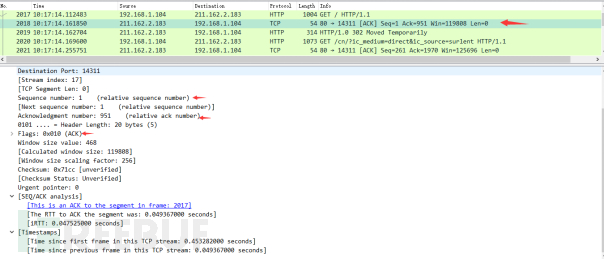 No. Time Source Destination Protocol Length Info
2017 10:17:14.112483 192.168.1.104 211.162.2.183 HTTP 1004 GET / HTTP/1.1
2018 10:17:14.161850 211.162.2.183 192.168.1.104 TCP 54 80 → 14311 [ACK] Seq=1 Ack=951 Win=119808 Len=0
2019 10:17:14.162704 211.162.2.183 192.168.1.104 HTTP 314 HTTP/1.0 302 Moved Temporarily
2020 10:17:14.169600 192.168.1.104 211.162.2.183 HTTP 1073 GET /cn/?ic_medium=direct&ic_source=surlent HTTP/1.1
2021 10:17:14.255751 211.162.2.183 192.168.1.104 TCP 54 80 → 14311 [ACK] Seq=261 Ack=1970 Win=125696 Len=0
Destination Port: 14311
[Stream index: 17]
[TCP Segment Len: 0]
Sequence number: 1 (relative sequence number)
[Next sequence number: 1 (relative sequence number)]
Acknowledgment number: 951 (relative ack number)
0101 .... = Header Length: 20 bytes (5)
Flags: 0x010 (ACK)
Window size value: 468
[Calculated window size: 119808]
[Window size scaling factor: 256]
Checksum: 0x71cc [unverified]
[Checksum Status: Unverified]
Urgent pointer: 0
[SEQ/ACK analysis]
[This is an ACK to the segment in frame: 2017]
[The RTT to ACK the segment was: 0.049367000 seconds]
[iRTT: 0.047525000 seconds]
[Timestamps]
[Time since first frame in this TCP stream: 0.453282000 seconds]
[Time since previous frame in this TCP stream: 0.049367000 seconds]
REEBUF